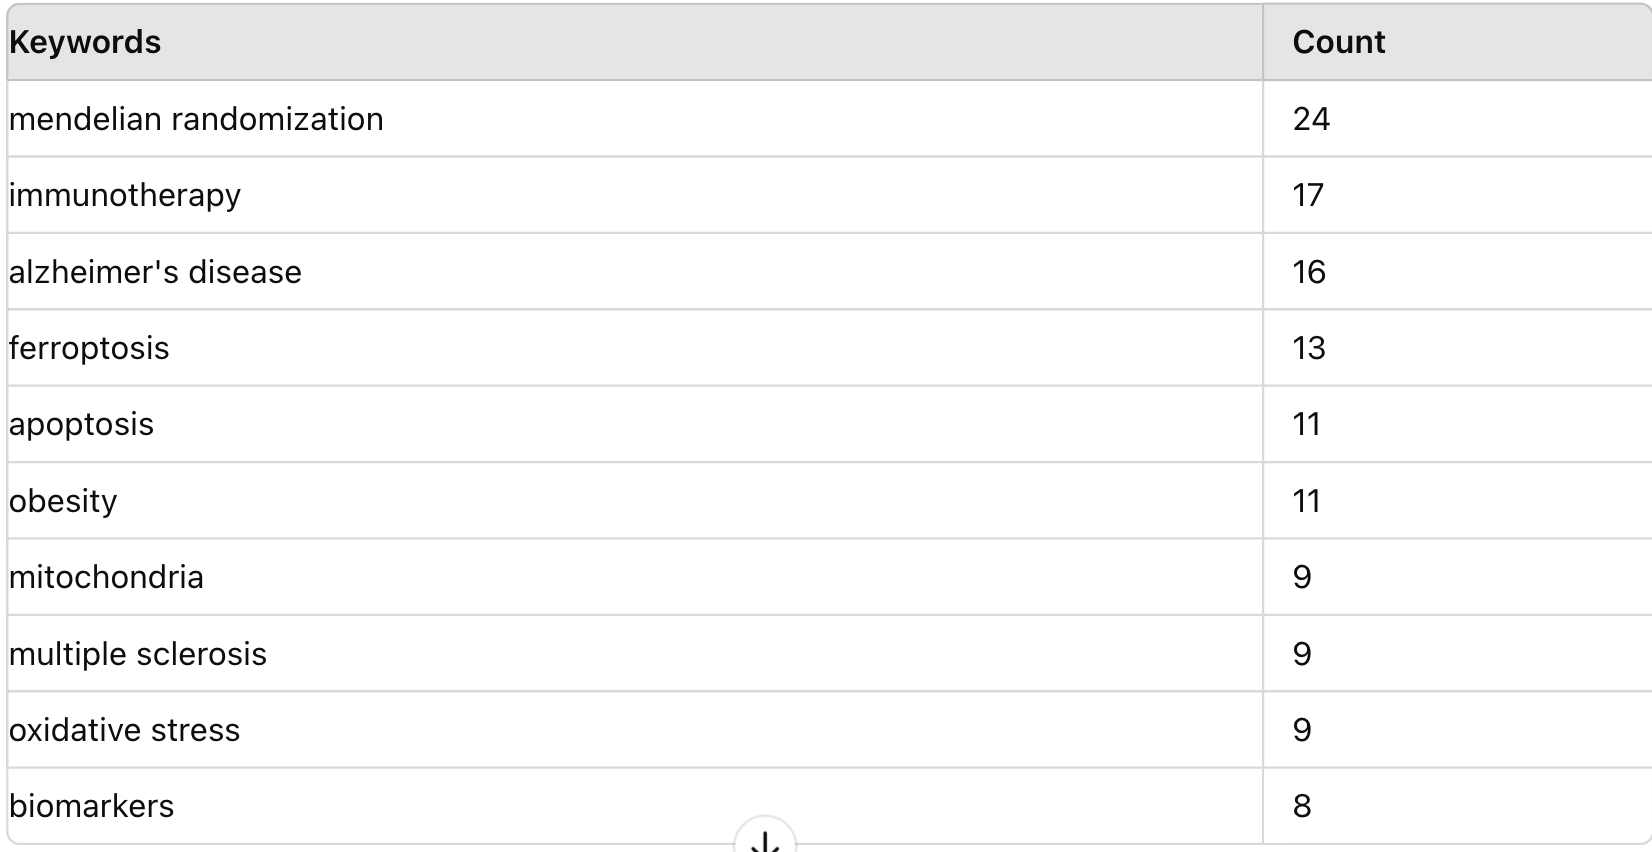 Keywords Count
mendelian randomization 24
immunotherapy 17
alzheimer's disease 16
ferroptosis 13
apoptosis 11
obesity 11
mitochondria 9
multiple sclerosis 9
oxidative stress 9
biomarkers 8